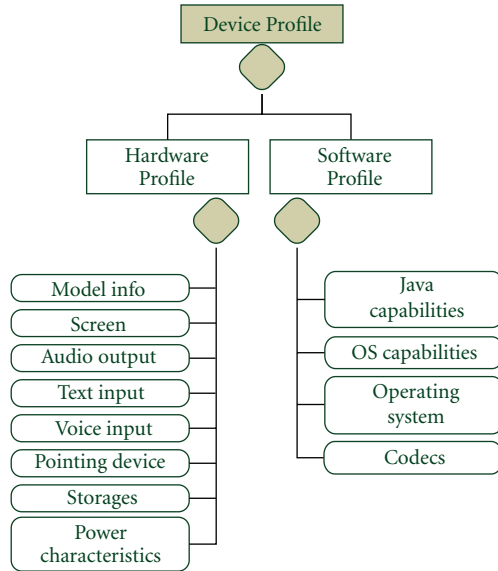 Device Profile
Hardware
Profile
Software
Profile
Model info
Screen
Audio output
Text input
Voice input
Pointing device
Storages
Power
characteristics
Java
capabilities
OS capabilities
Operating
system
Codecs